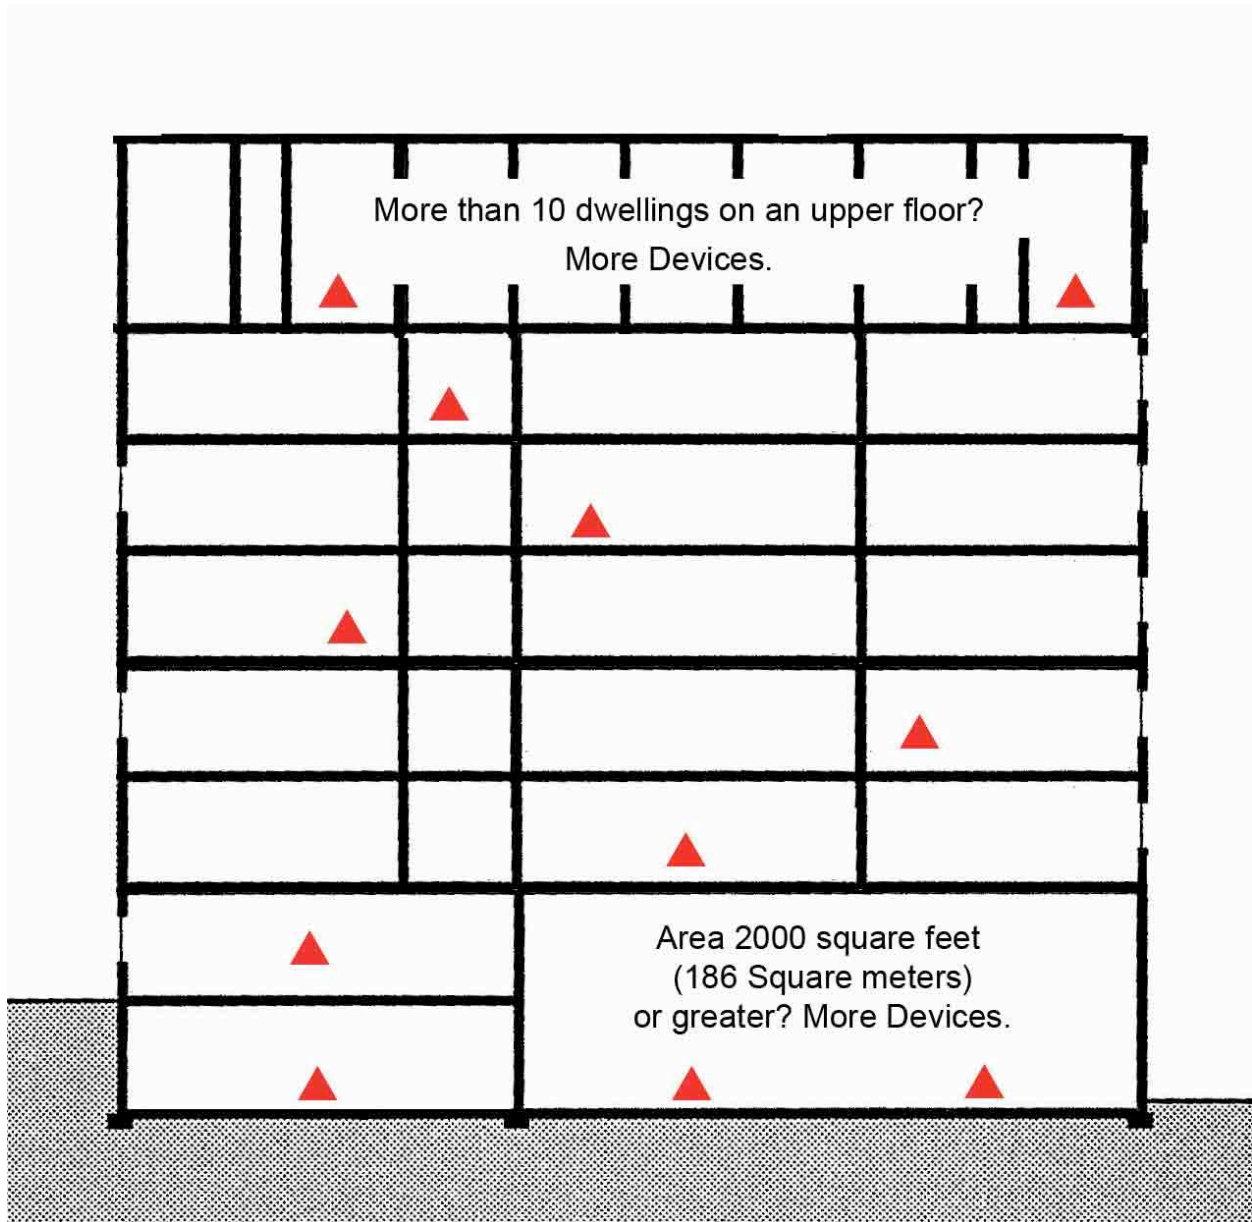 More than 10 dwellings on an upper floor?
More Devices.
Area 2000 square feet
(186 Square meters)
or greater? More Devices.